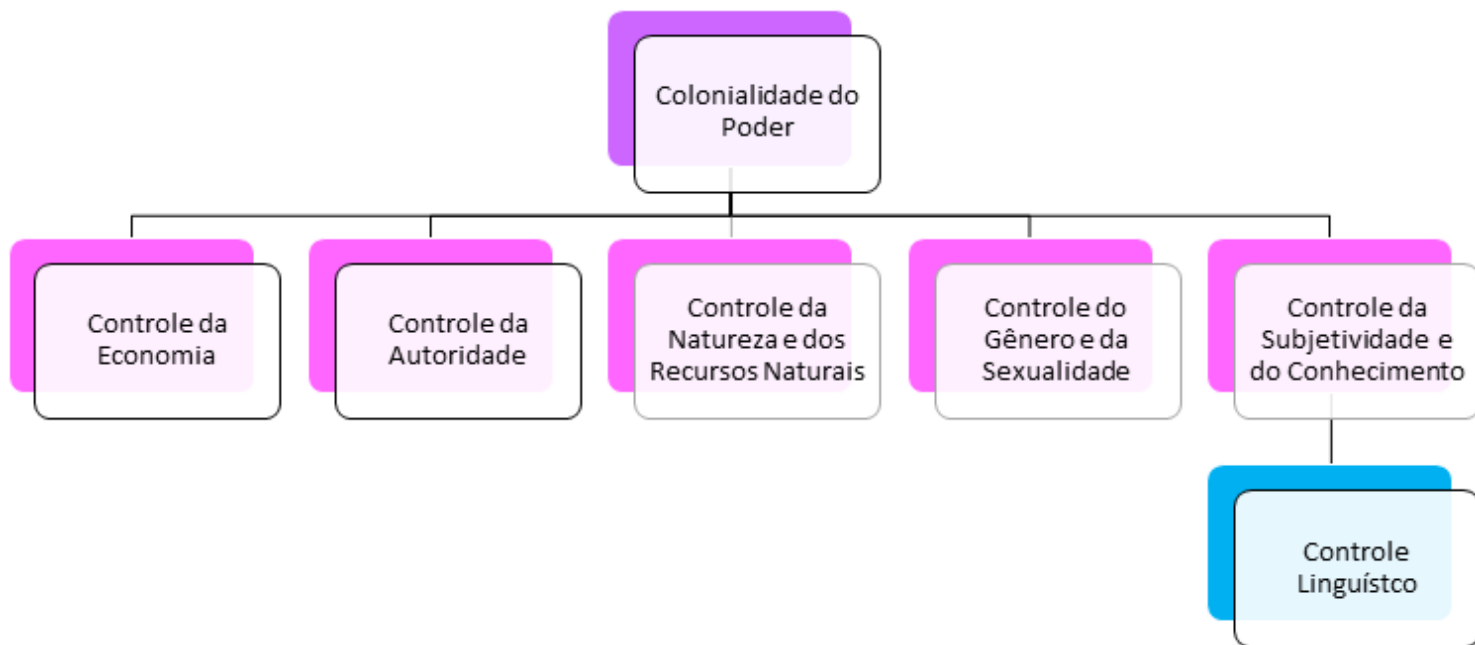 Colonialidade do
Poder
Controle da
Economia
Controle da
Autoridade
Controle da
Natureza e dos
Recursos Naturais
Controle do
Gênero e da
Sexualidade
Controle da
Subjetividade e
do Conhecimento
Controle
Linguístco